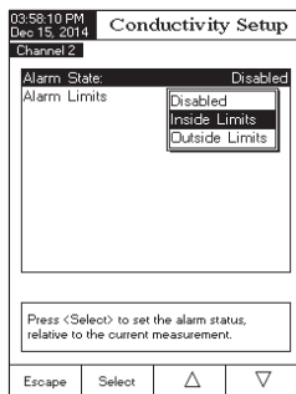 03:58:10 PM
Dec 15, 2014
Conductivity Setup
Channel 2
Alarm State: Disabled
Alarm Limits
Disabled
Inside Limits
Outside Limits
Press <Select> to set the alarm status,
relative to the current measurement.
Escape Select △ ▽